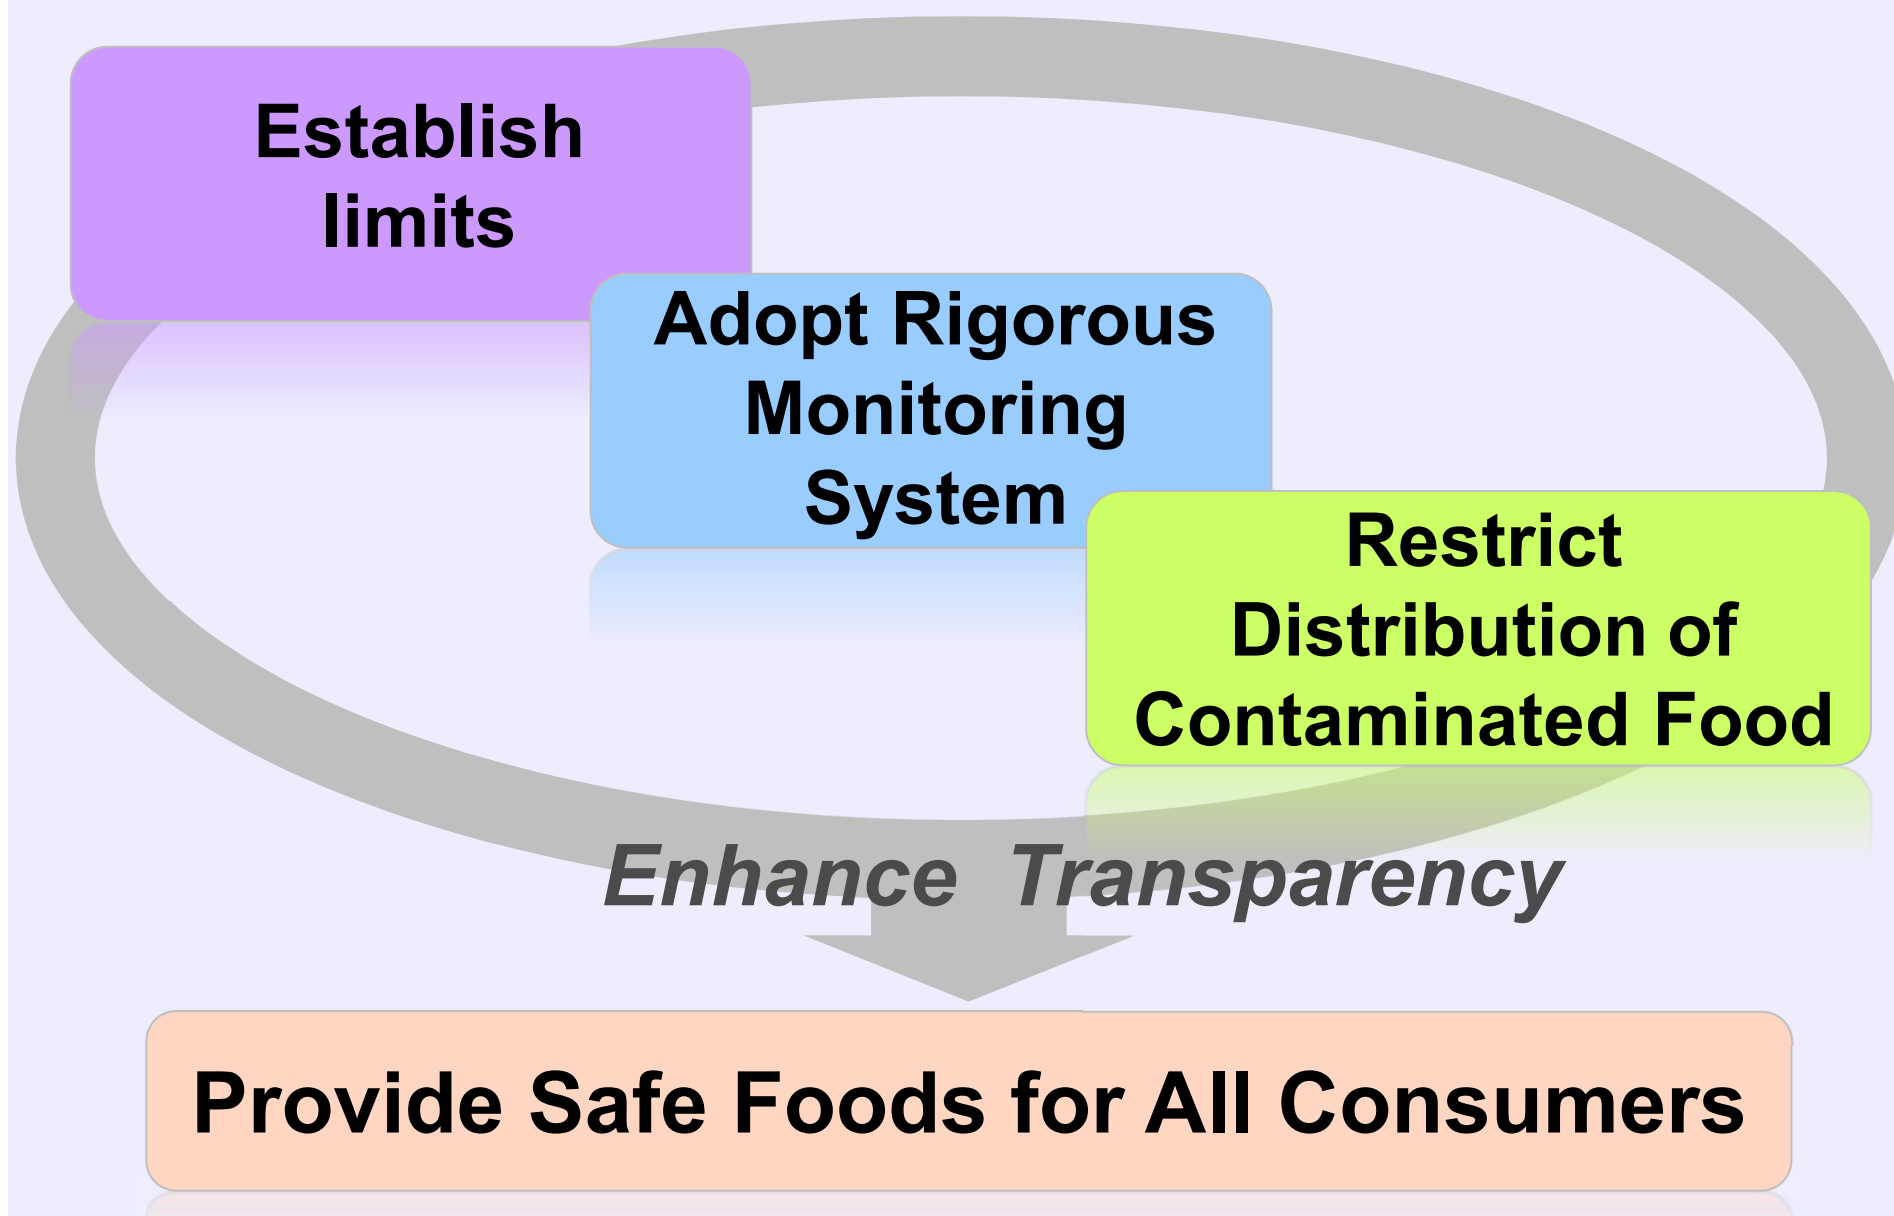 Establish
limits
Adopt Rigorous
Monitoring
System
Restrict
Distribution of
Contaminated Food
Enhance Transparency
Provide Safe Foods for All Consumers